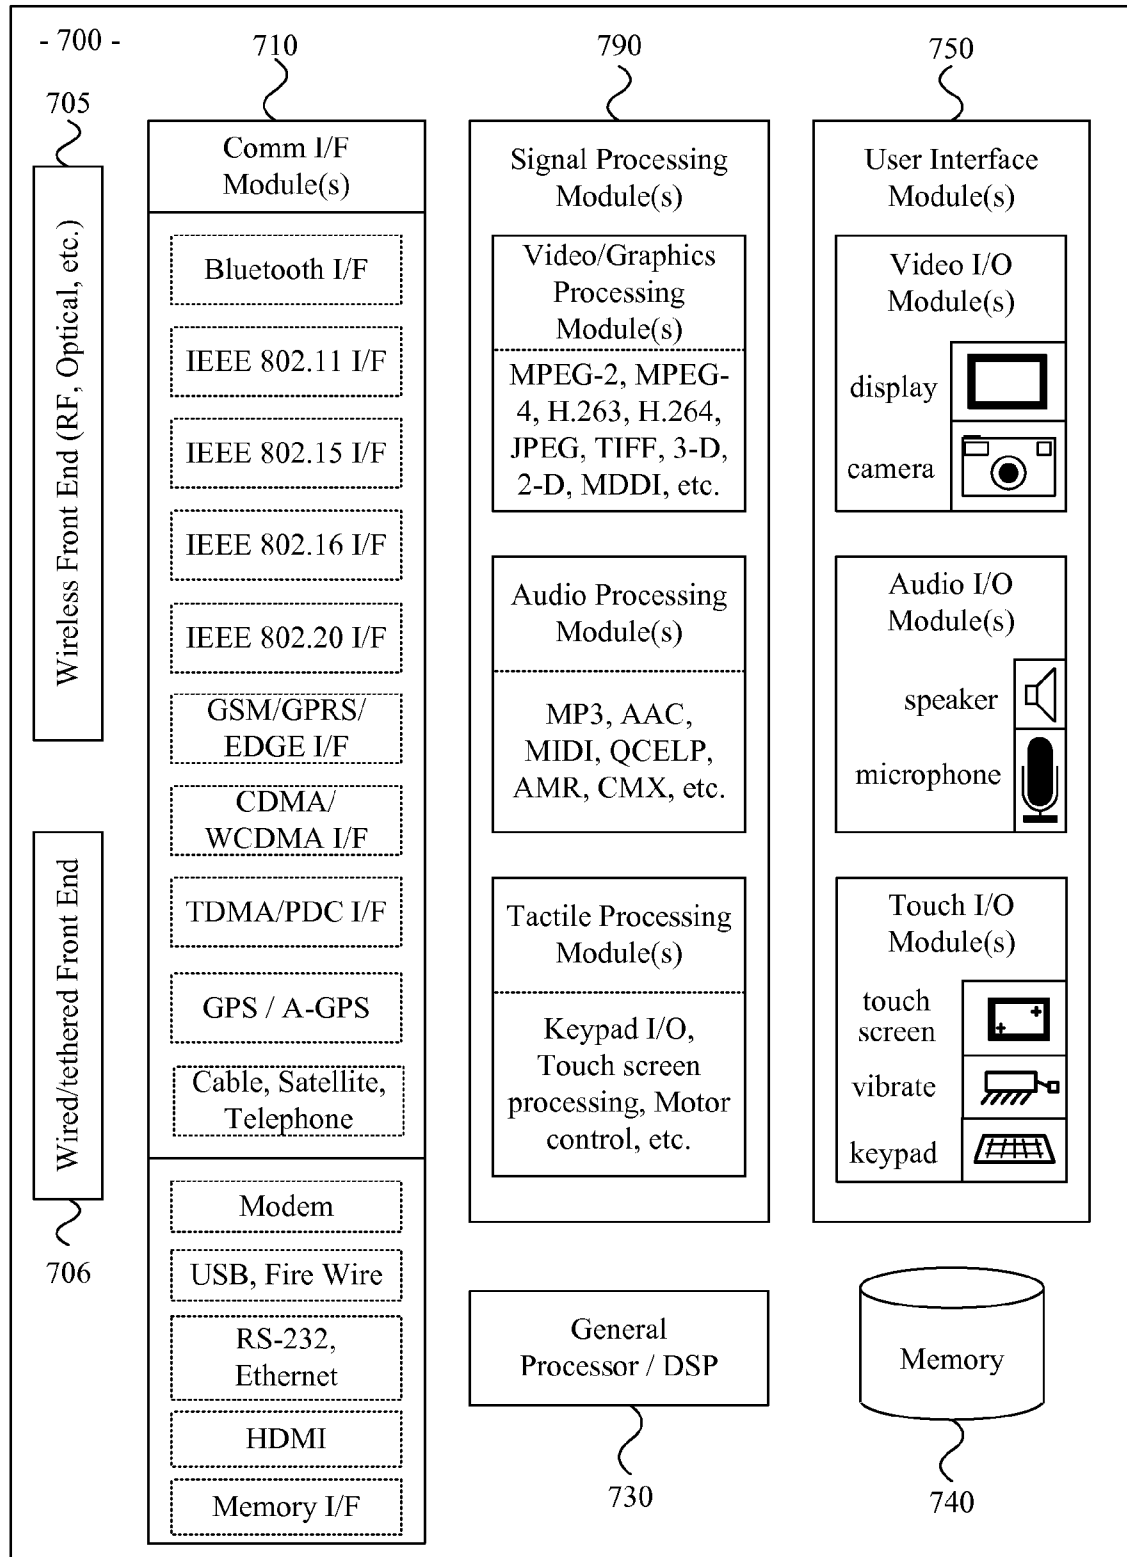 - 700 -
705
Wireless Front End (RF, Optical, etc.)
Wired/tethered Front End
706
710
Comm I/F
Module(s)
Bluetooth I/F
IEEE 802.11 I/F
IEEE 802.15 I/F
IEEE 802.16 I/F
IEEE 802.20 I/F
GSM/GPRS/
EDGE I/F
CDMA/
WCDMA I/F
TDMA/PDC I/F
GPS / A-GPS
Cable, Satellite,
Telephone
Modem
USB, Fire Wire
RS-232,
Ethernet
HDMI
Memory I/F
790
Signal Processing
Module(s)
Video/Graphics
Processing
Module(s)
MPEG-2, MPEG-
4, H.263, H.264,
JPEG, TIFF, 3-D,
2-D, MDDI, etc.
Audio Processing
Module(s)
MP3, AAC,
MIDI, QCELP,
AMR, CMX, etc.
Tactile Processing
Module(s)
Keypad I/O,
Touch screen
processing, Motor
control, etc.
General
Processor / DSP
730
750
User Interface
Module(s)
Video I/O
Module(s)
display
camera
Audio I/O
Module(s)
speaker
microphone
Touch I/O
Module(s)
touch
screen
vibrate
keypad
Memory
740